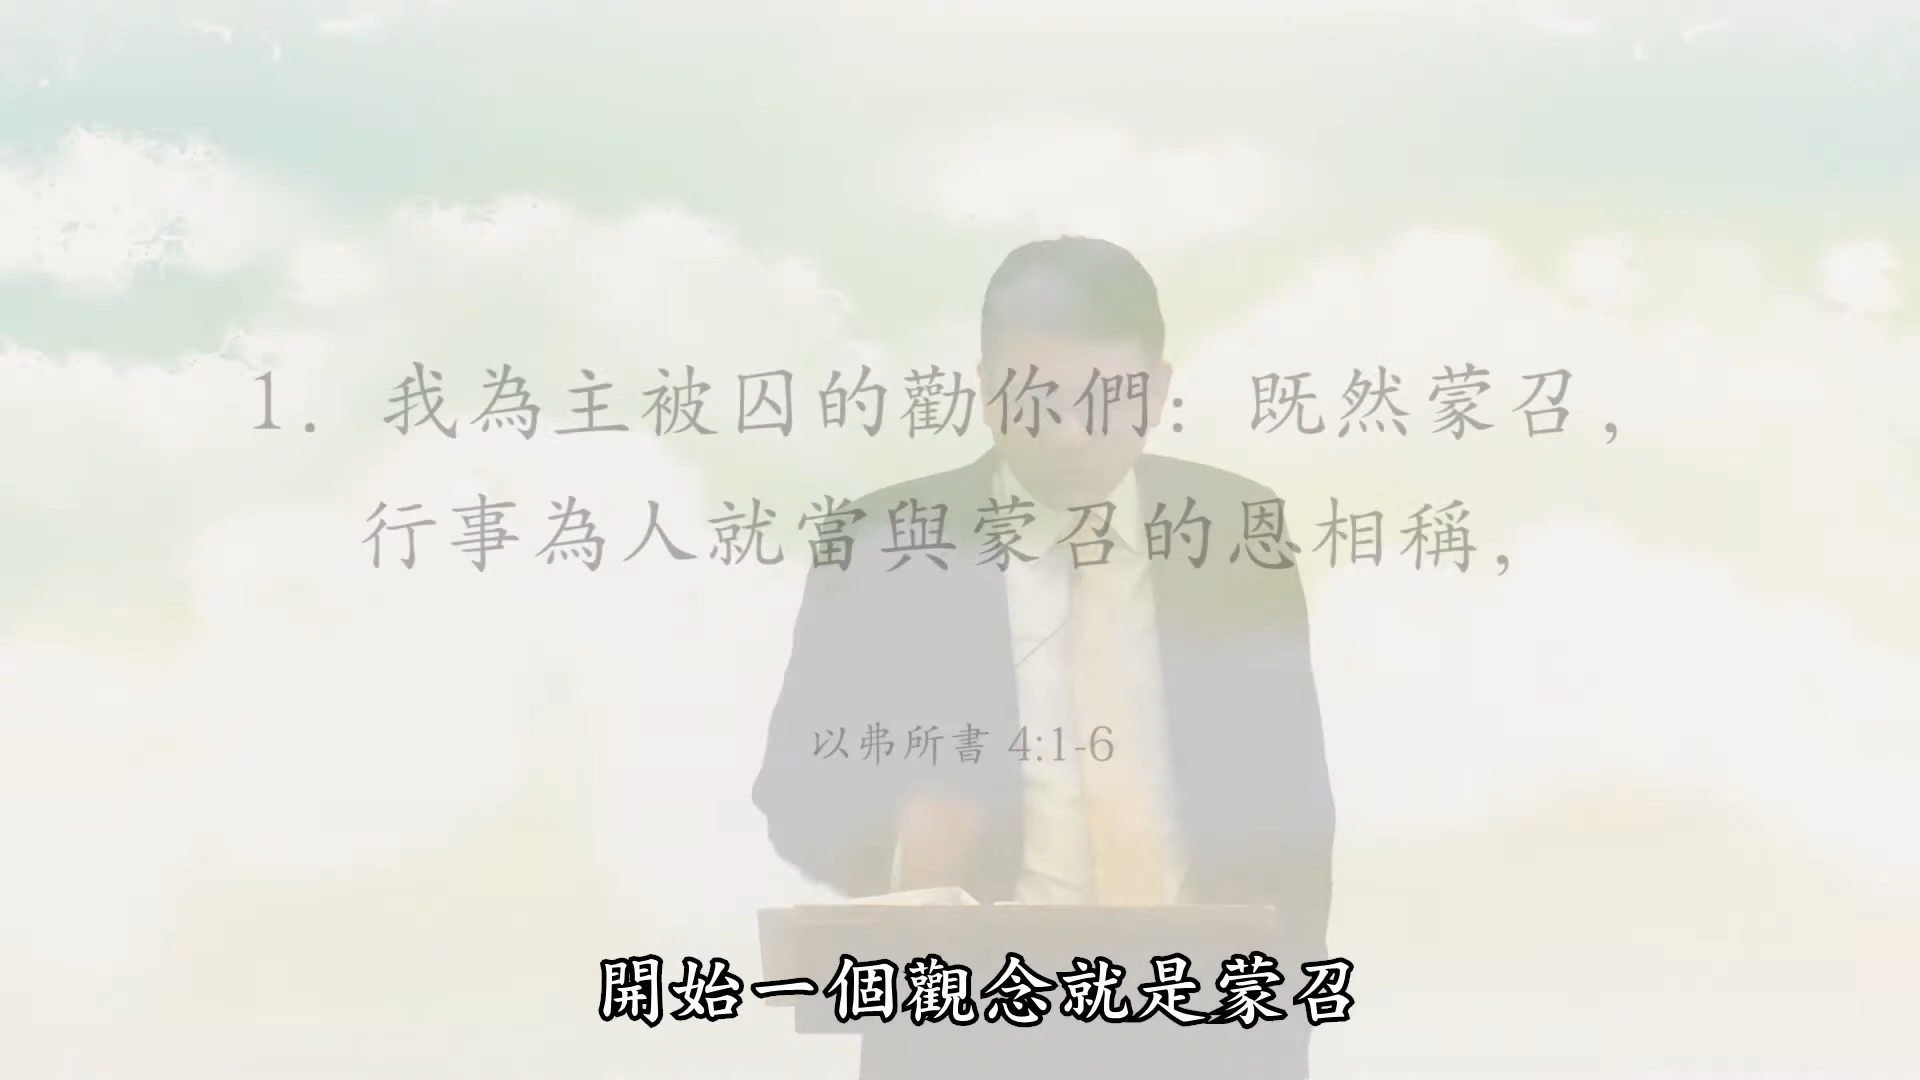 1. 我為主被囚的勸你們：既然蒙召，
行事為人就當與蒙召的恩相稱，
以弗所書 4:1-6
開始一個觀念就是蒙召